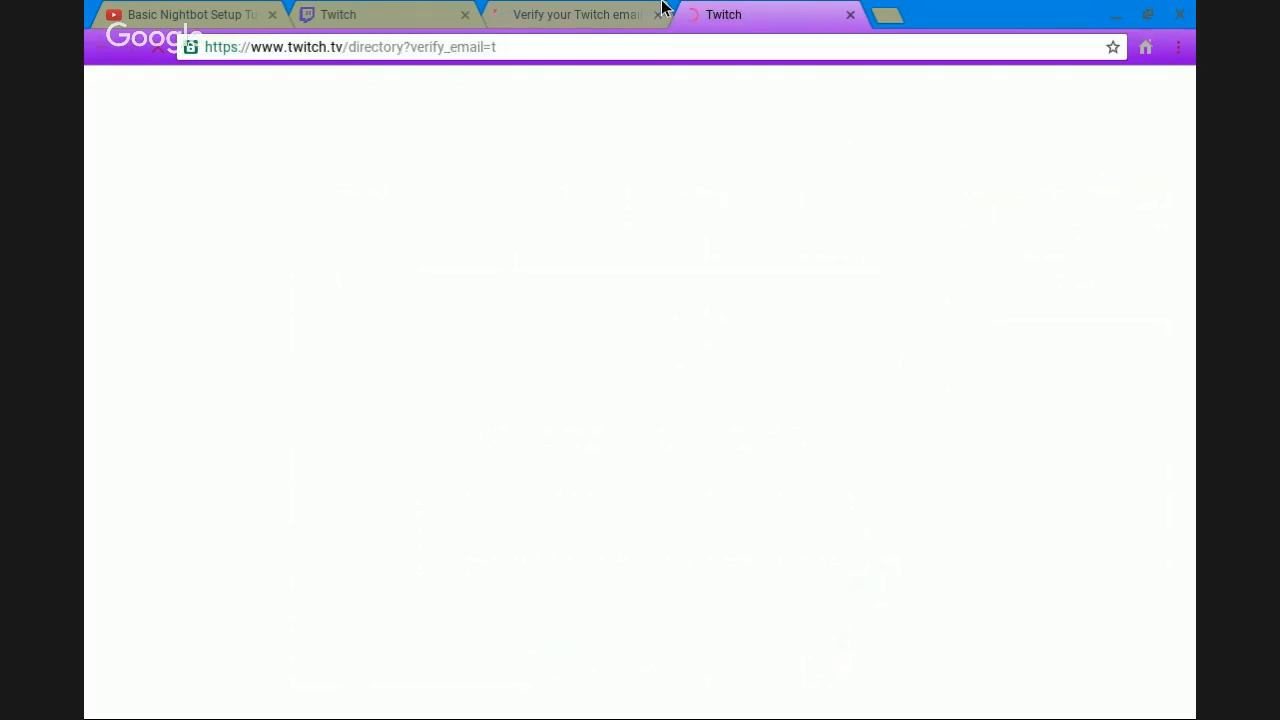 Basic Nightbot Setup Tu
Twitch
Verify your Twitch emai
Twitch
Google
https://www.twitch.tv/directory?verify_email=t